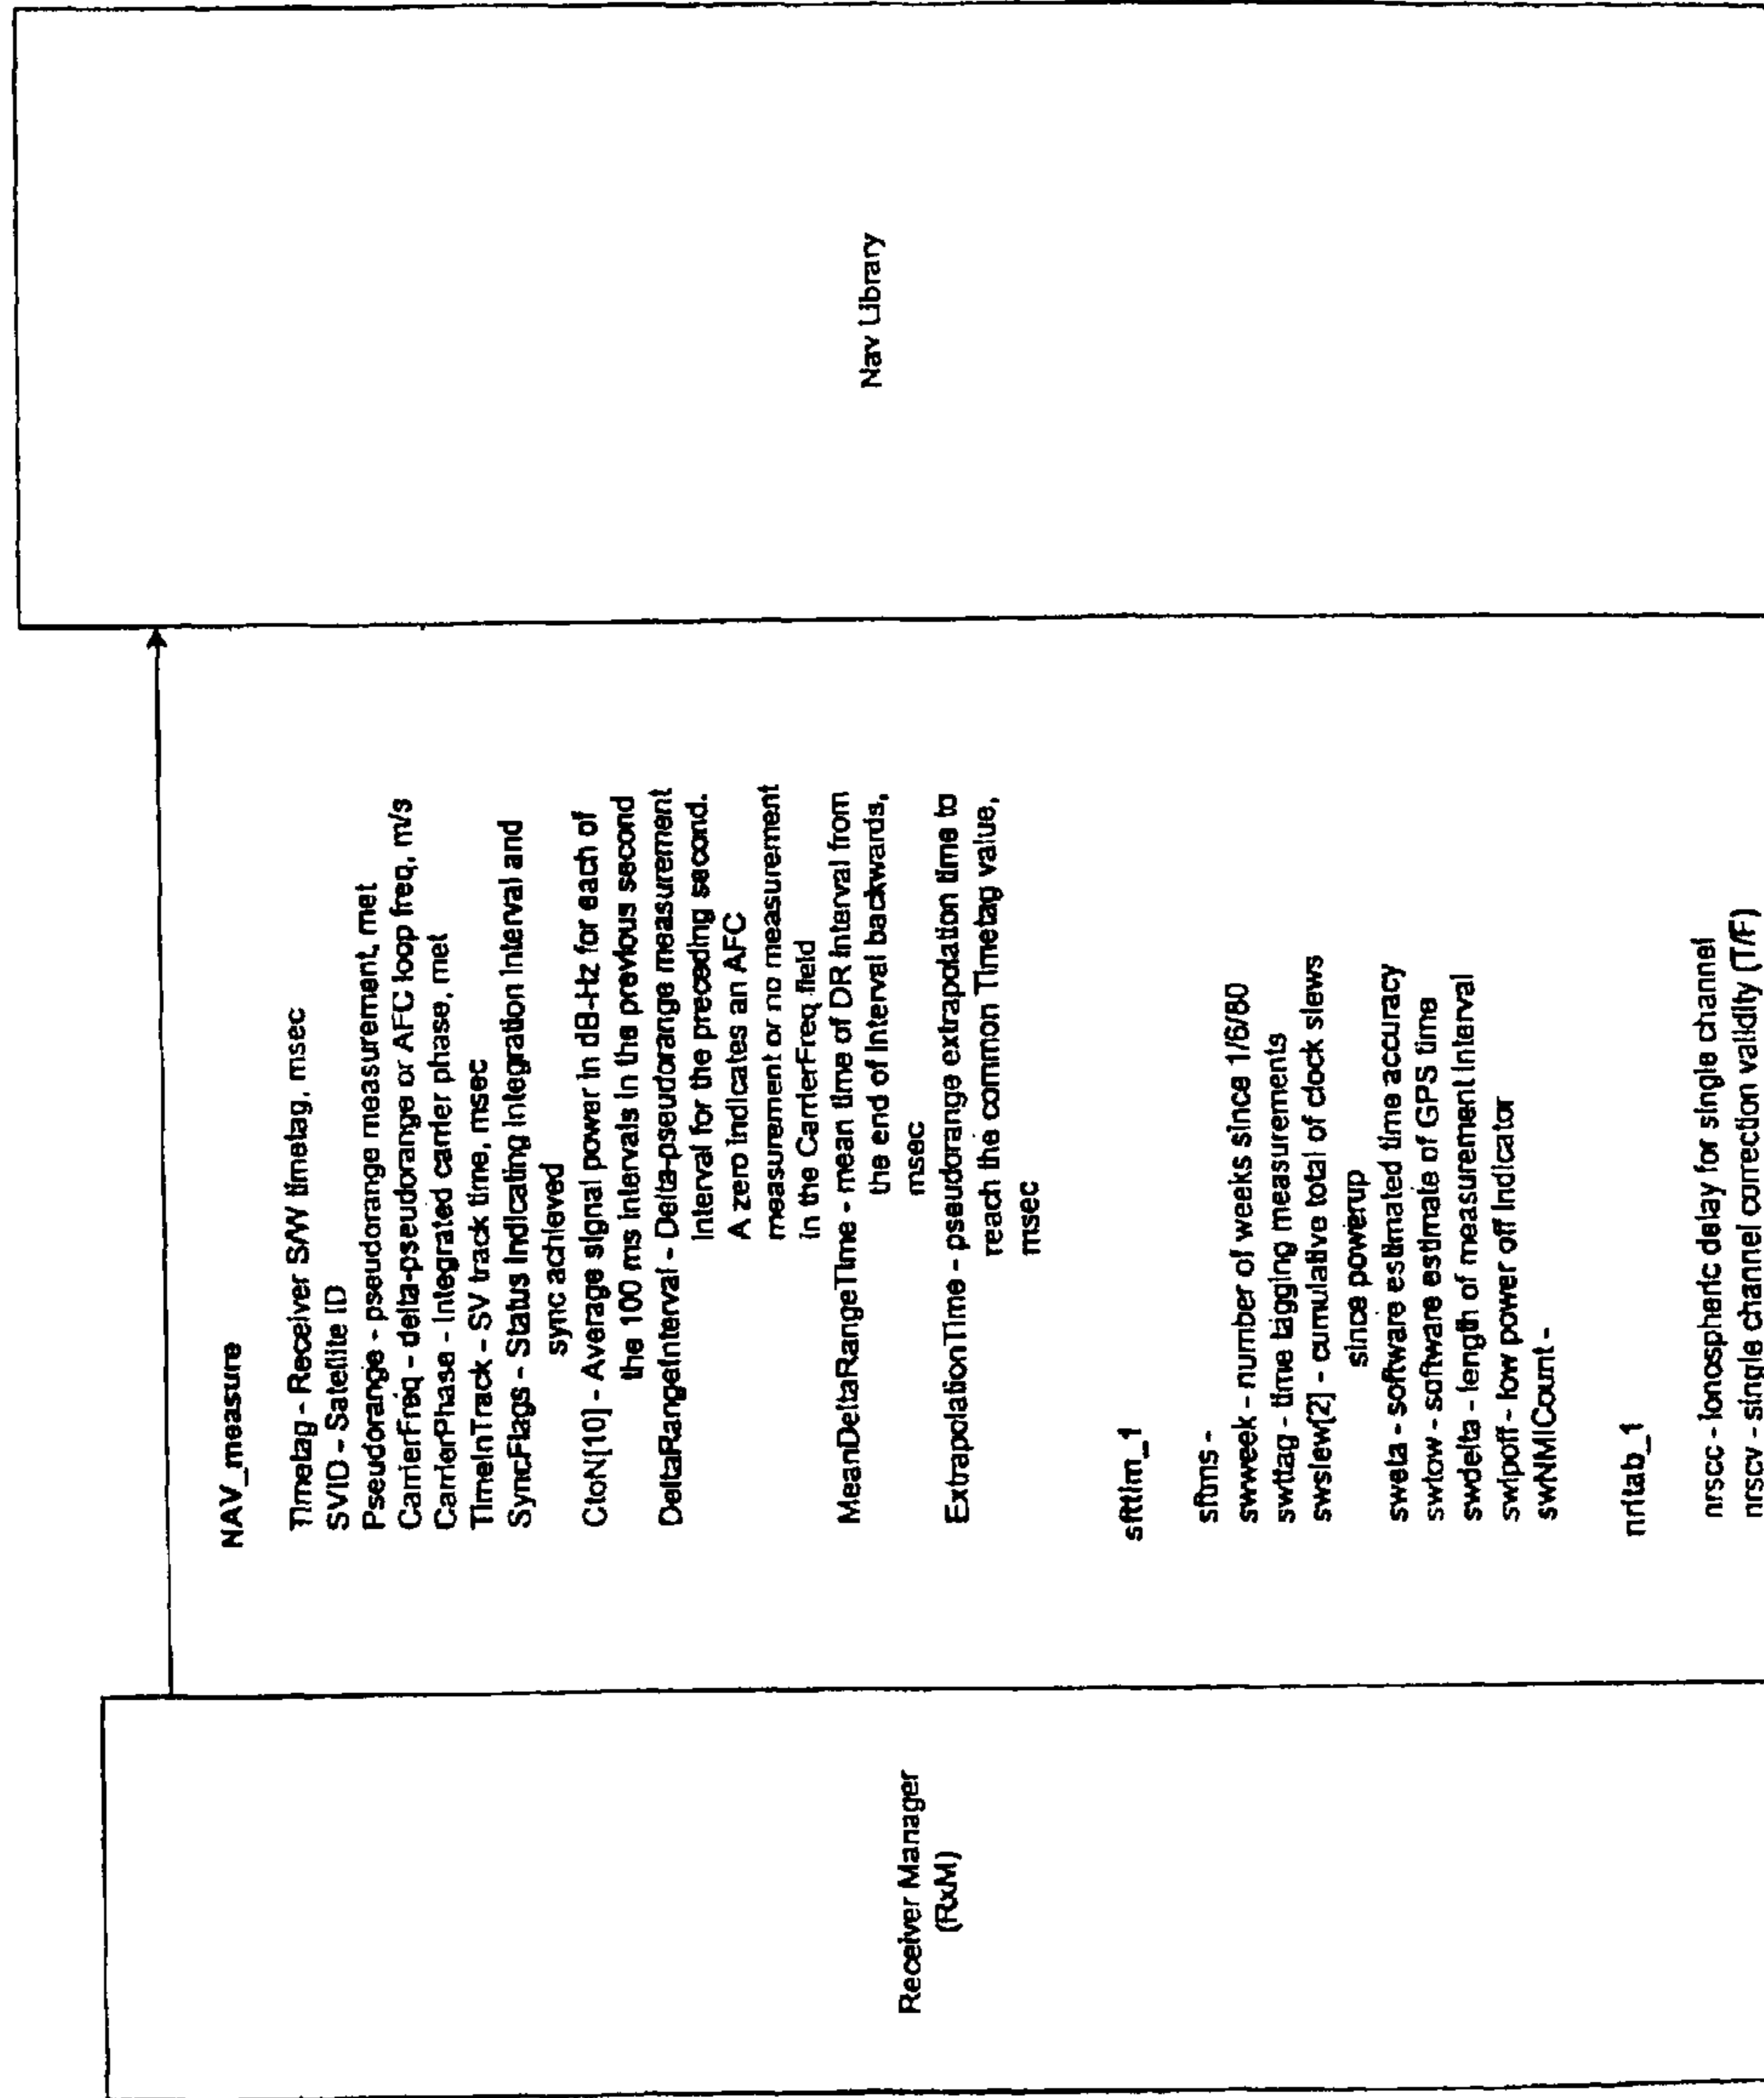 NAV_measure
Timetag - Receiver S/W timetag, msec
SVID - Satellite ID
Pseudorange - pseudorange measurement, met
CarrierFreq - delta-pseudorange or AFC loop freq, m/s
CarrierPhase - Integrated carrier phase, met
TimeInTrack - SV track time, msec
SyncFlags - Status Indicating Integration Interval and
sync achieved
CtoN[10] - Average signal power in dB-Hz for each of
the 100 ms intervals in the previous second
DeltaRangeInterval - Delta-pseudorange measurement
Interval for the preceding second.
A zero indicates an AFC
measurement or no measurement
in the CarrierFreq field
MeanDeltaRangeTime - mean time of DR interval from
the end of interval backwards,
msec
ExtrapolationTime - pseudorange extrapolation time to
reach the common Timetag value,
msec
sfttim_1
sftms -
swweek - number of weeks since 1/6/80
swttag - time tagging measurements
swslew[2] - cumulative total of clock slews
since powerup
sweta - software estimated time accuracy
swtow - software estimate of GPS time
swdelta - length of measurement interval
swlpoff - low power off Indicator
swNMICount -
nritab_1
nrscc - Ionospheric delay for single channel
nrscv - single channel correction validity (T/F)
Receiver Manager
(RxM)
Nav Library